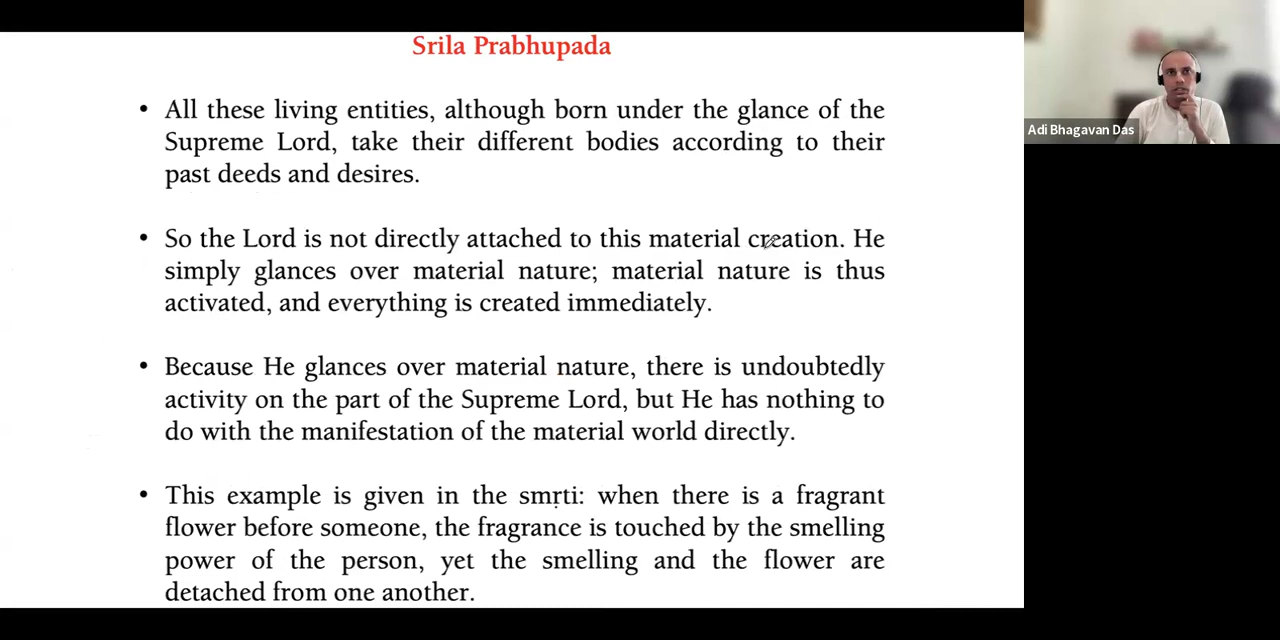 Srila Prabhupada
• All these living entities, although born under the glance of the
Supreme Lord, take their different bodies according to their
past deeds and desires.
• So the Lord is not directly attached to this material creation. He
simply glances over material nature; material nature is thus
activated, and everything is created immediately.
• Because He glances over material nature, there is undoubtedly
activity on the part of the Supreme Lord, but He has nothing to
do with the manifestation of the material world directly.
• This example is given in the smṛti: when there is a fragrant
flower before someone, the fragrance is touched by the smelling
power of the person, yet the smelling and the flower are
detached from one another.
Adi Bhagavan Das